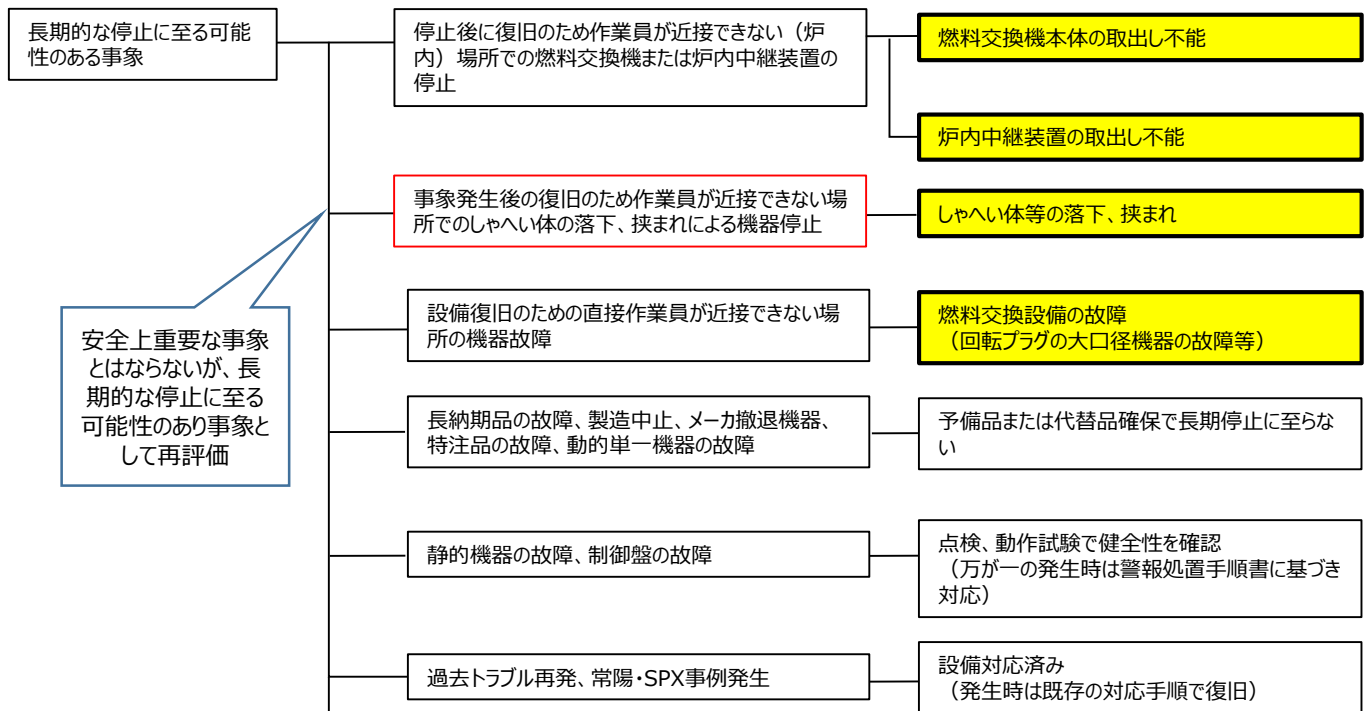 長期的な停止に至る可能
性のある事象
停止後に復旧のため作業員が近接できない（炉
内）場所での燃料交換機または炉内中継装置の
停止
燃料交換機本体の取出し不能
炉内中継装置の取出し不能
事象発生後の復旧のため作業員が近接できない場
所でのしゃへい体の落下、挟まれによる機器停止
しゃへい体等の落下、挟まれ
安全上重要な事象
とはならないが、長
期的な停止に至る
可能性のあり事象と
して再評価
設備復旧のための直接作業員が近接できない場
所の機器故障
燃料交換設備の故障
（回転プラグの大口径機器の故障等）
長納期品の故障、製造中止、メーカ撤退機器、
特注品の故障、動的単一機器の故障
予備品または代替品確保で長期停止に至らな
い
静的機器の故障、制御盤の故障
点検、動作試験で健全性を確認
（万が一の発生時は警報処置手順書に基づき
対応）
過去トラブル再発、常陽・SPX事例発生
設備対応済み
（発生時は既存の対応手順で復旧）